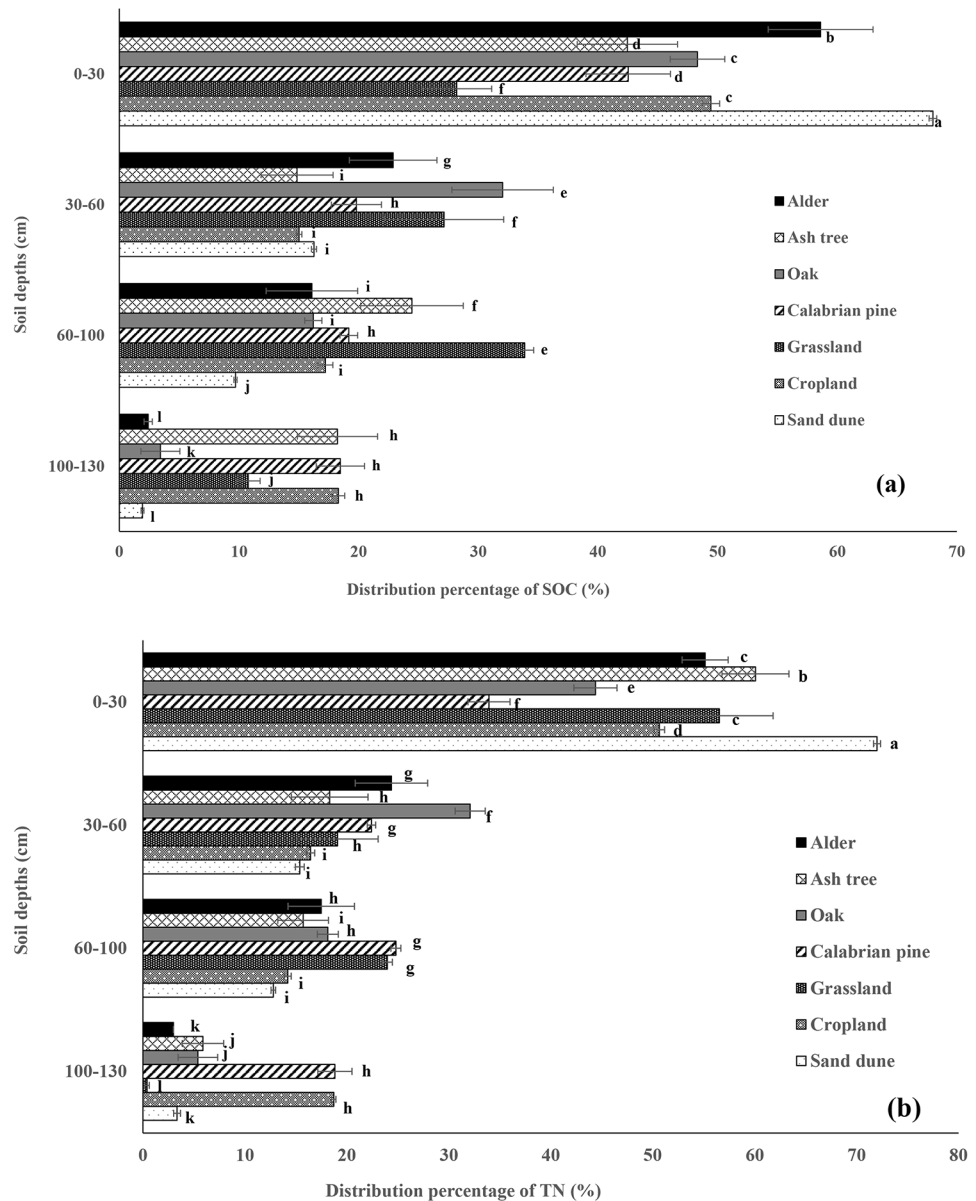 b
d
c
0-30
d
f
c
a
g
i
e
30-60
h
f
i
i
i
f
i
60-100
h
e
i
j
l
h
k
100-130
h
j
h
l
Soil depths (cm)
Alder
Ash tree
Oak
Calabrian pine
Grassland
Cropland
Sand dune
(a)
0 10 20 30 40 50 60 70
Distribution percentage of SOC (%)
c
b
e
0-30
f
c
d
a
g
h
f
30-60
g
h
i
i
h
i
h
60-100
g
g
i
i
k
j
j
100-130
h
l
h
k
Soil depths (cm)
Alder
Ash tree
Oak
Calabrian pine
Grassland
Cropland
Sand dune
(b)
0 10 20 30 40 50 60 70 80
Distribution percentage of TN (%)